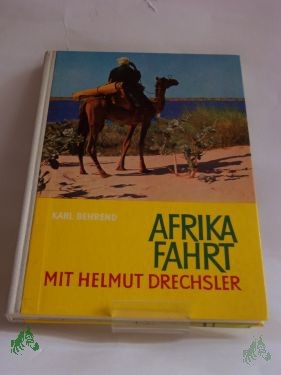 KARL BEHREND
AFRIKA
FAHRT
MIT HELMUT DRECHSLER